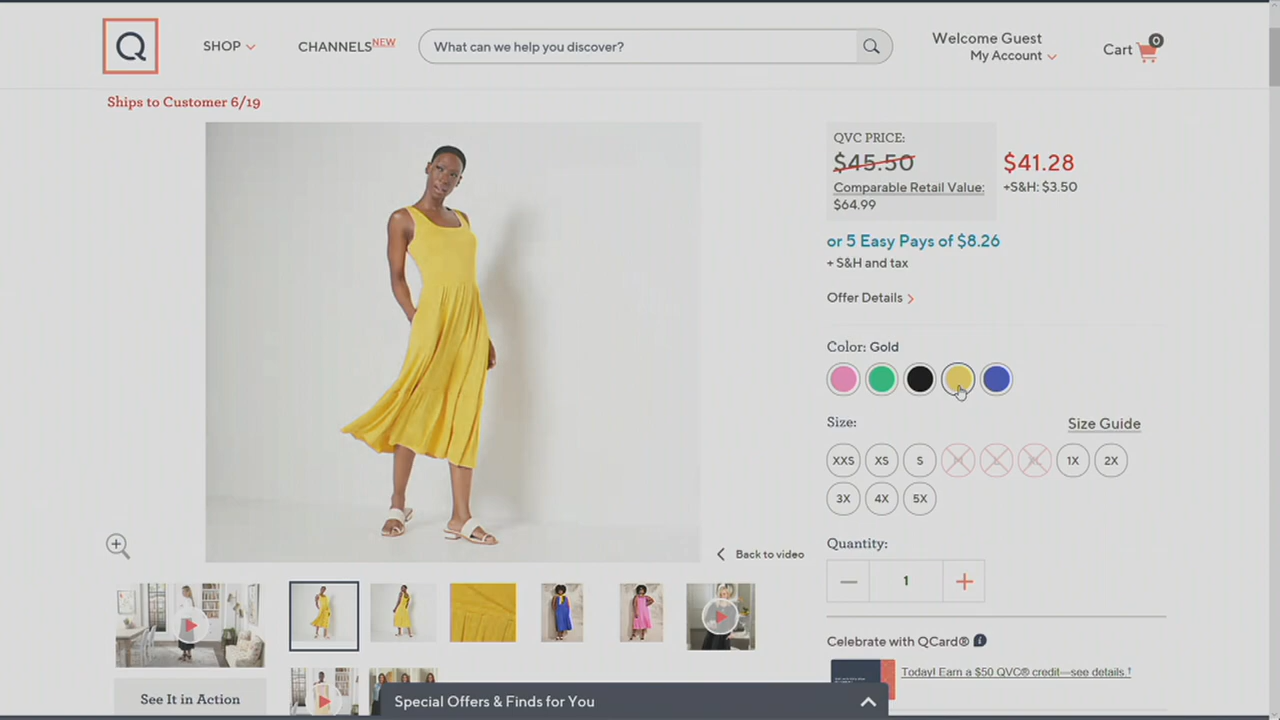 Q
SHOP
CHANNELS NEW
What can we help you discover?
Welcome Guest
My Account
Cart
0
Ships to Customer 6/19
QVC PRICE:
$45.50
$41.28
Comparable Retail Value:
$64.99
+S&H: $3.50
or 5 Easy Pays of $8.26
+ S&H and tax
Offer Details
Color: Gold
Size:
Size Guide
XXS XS S M L XL 1X 2X
3X 4X 5X
Quantity:
1
Back to video
Celebrate with QCard®
Today! Earn a $50 QVC® credit—see details.†
See It in Action
Special Offers & Finds for You